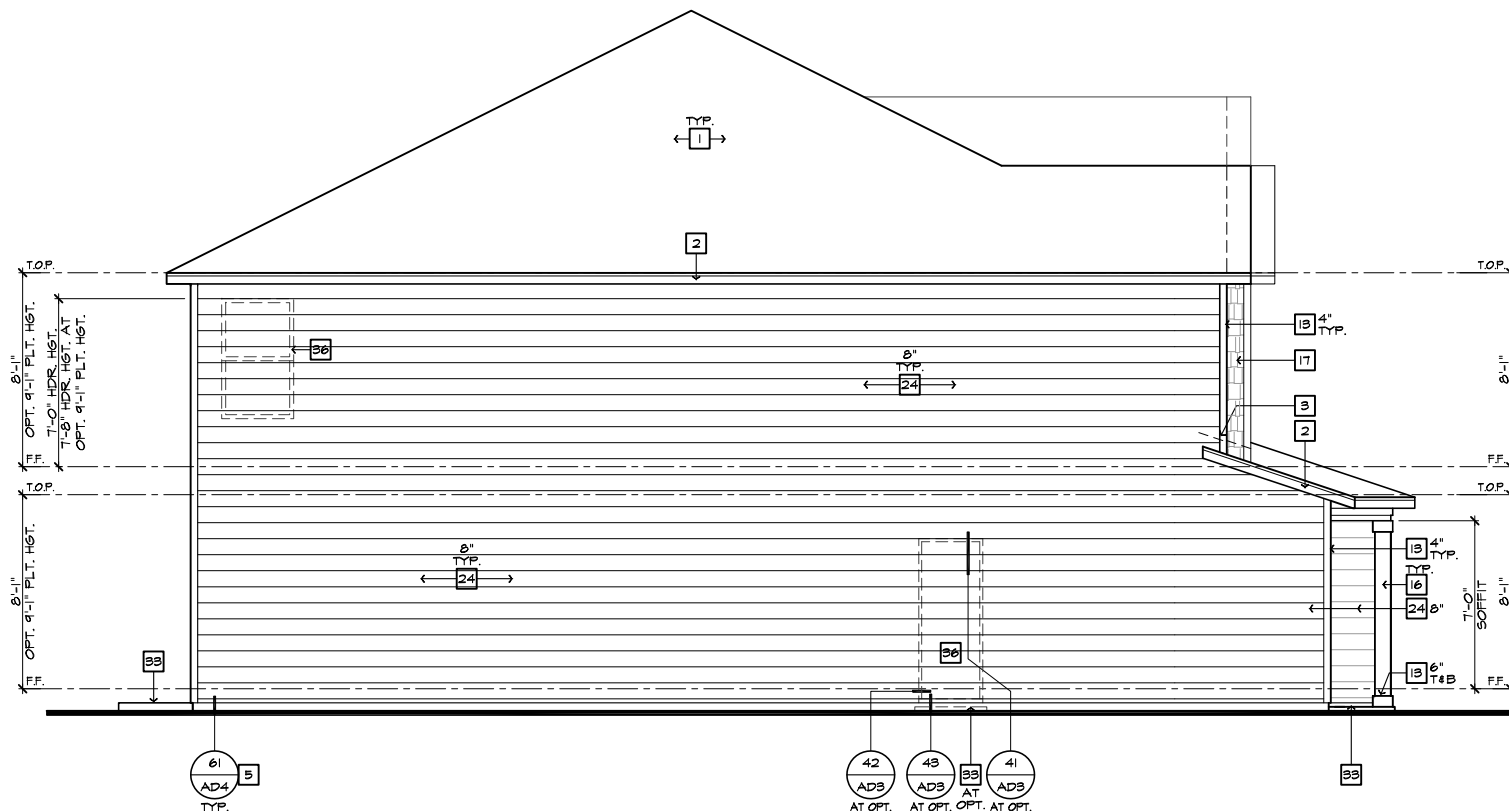 TYP.
1
2
T.O.P.
T.O.P.
8'-1"
OPT. 9'-1" PLT. HGT.
7'-0" HDR. HGT.
7'-8" HDR. HGT. AT
OPT. 9'-1" PLT. HGT.
36
8"
TYP.
24
13 4"
TYP.
17
3
2
8'-1"
F.F.
F.F.
T.O.P.
T.O.P.
8'-1"
OPT. 9'-1" PLT. HGT.
8"
TYP.
24
13 4"
TYP.
TYP.
16
24 8"
7'-0"
SOFFIT
8'-1"
33
36
13 6"
T&B
F.F.
F.F.
61
AD4
TYP.
5
42
AD3
AT OPT.
43
AD3
AT OPT.
33
AT
OPT.
41
AD3
AT OPT.
33